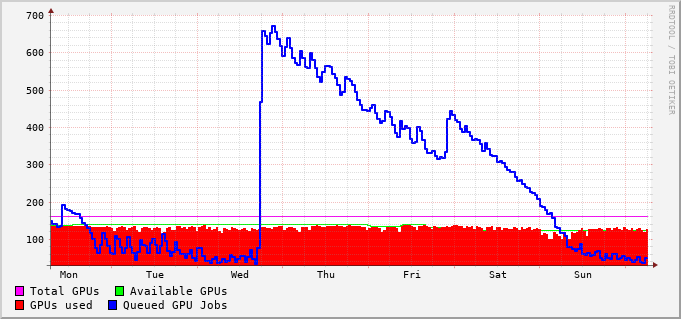 700
600
500
400
300
200
100
Mon Tue Wed Thu Fri Sat Sun
Total GPUs Available GPUs
GPUs used Queued GPU Jobs
RRDTOOL / TOBI OETIKER